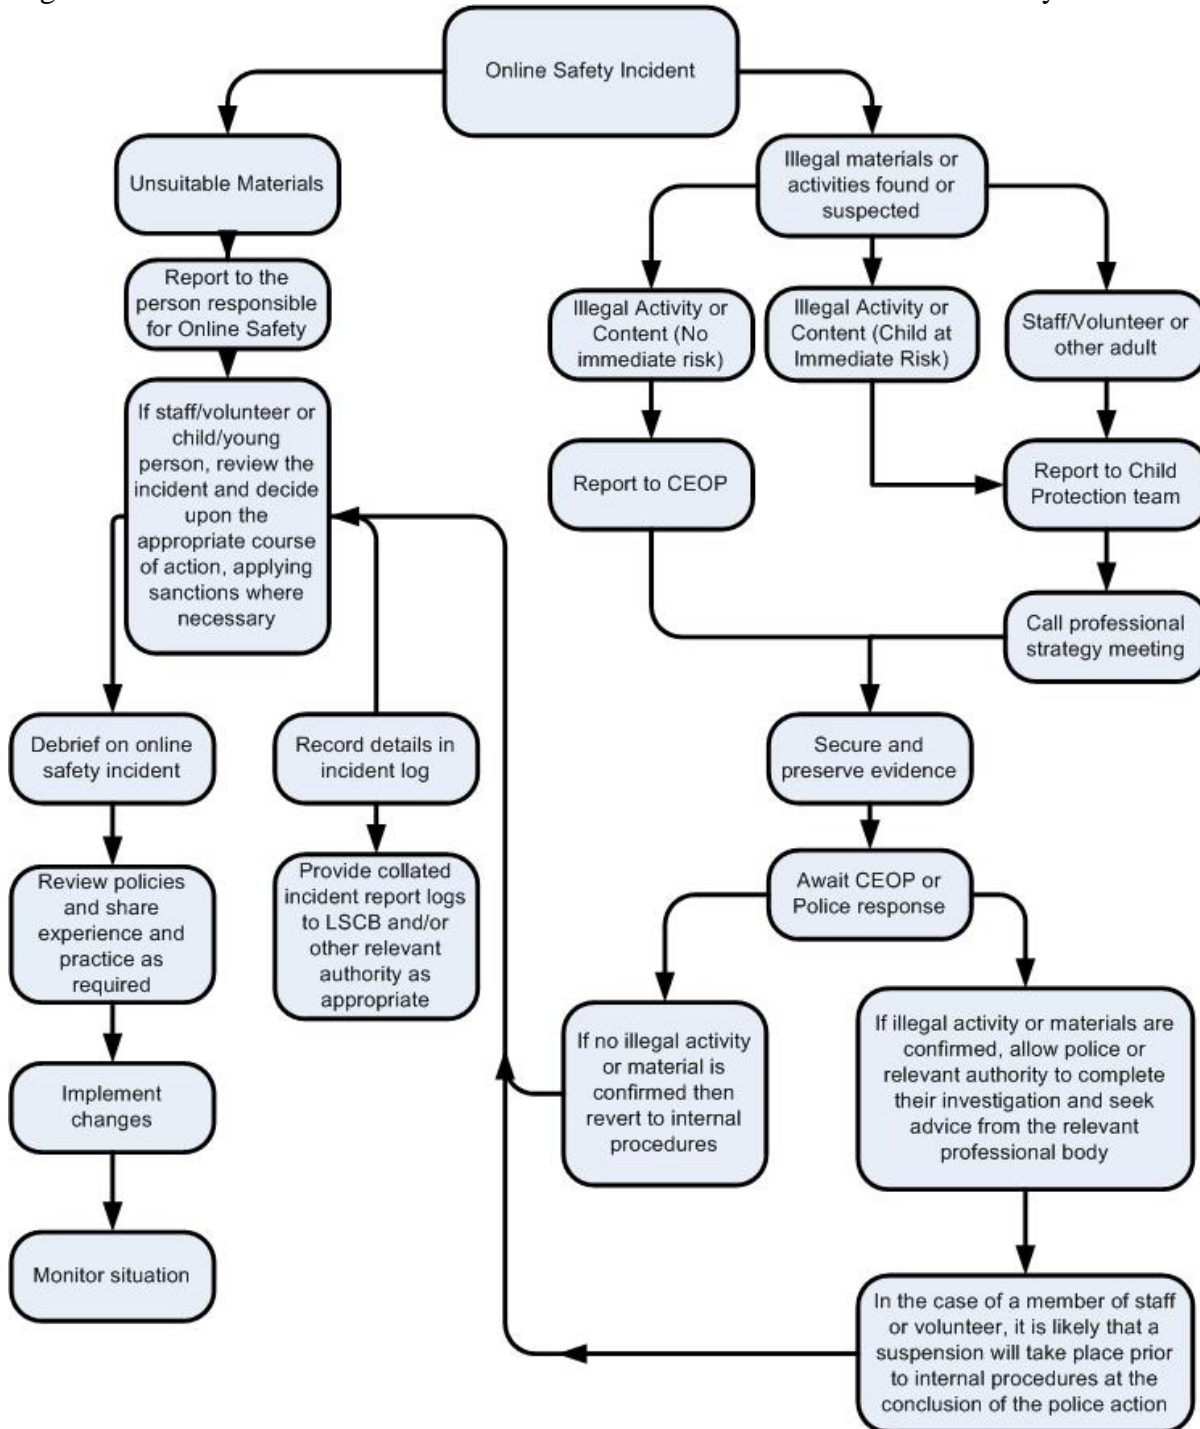 Online Safety Incident
Unsuitable Materials
Report to the
person responsible
for Online Safety
If staff/volunteer or
child/young
person, review the
incident and decide
upon the
appropriate course
of action, applying
sanctions where
necessary
Debrief on online
safety incident
Review policies
and share
experience and
practice as
required
Implement
changes
Monitor situation
Record details in
incident log
Provide collated
incident report logs
to LSCB and/or
other relevant
authority as
appropriate
Illegal materials or
activities found or
suspected
Illegal Activity or
Content (No
immediate risk)
Illegal Activity or
Content (Child at
Immediate Risk)
Staff/Volunteer or
other adult
Report to CEOP
Report to Child
Protection team
Call professional
strategy meeting
Secure and
preserve evidence
Await CEOP or
Police response
If no illegal activity
or material is
confirmed then
revert to internal
procedures
If illegal activity or materials are
confirmed, allow police or
relevant authority to complete
their investigation and seek
advice from the relevant
professional body
In the case of a member of staff
or volunteer, it is likely that a
suspension will take place prior
to internal procedures at the
conclusion of the police action